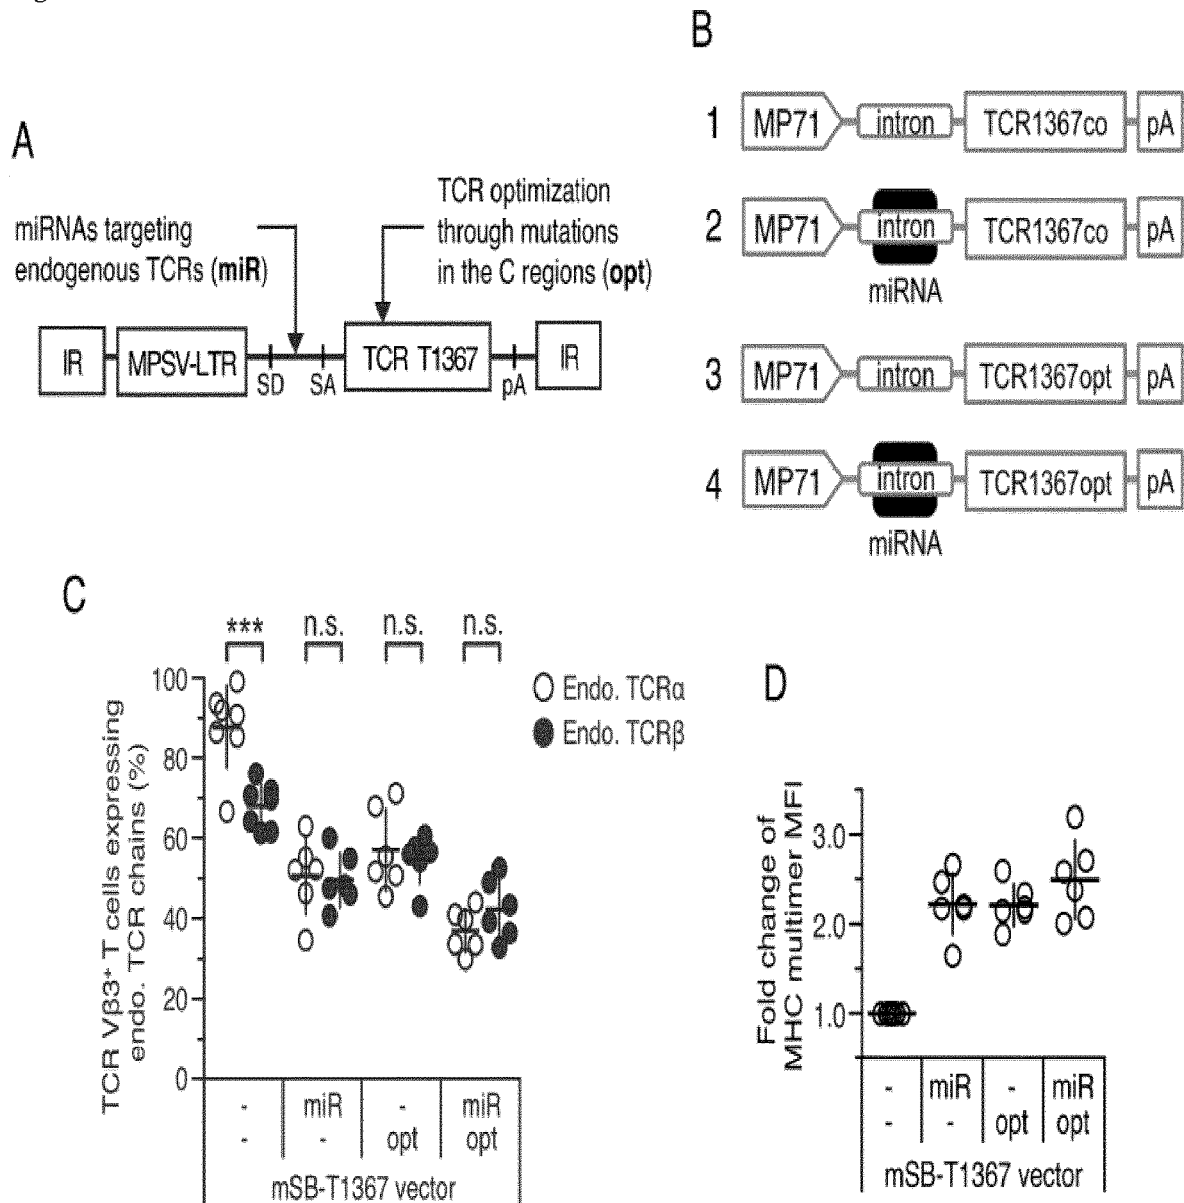 A
miRNAs targeting
endogenous TCRs (miR)
TCR optimization
through mutations
in the C regions (opt)
IR
MPSV-LTR
SD
SA
TCR T1367
pA
IR
B
1
MP71
intron
TCR1367co
pA
2
MP71
intron
TCR1367co
pA
miRNA
3
MP71
intron
TCR1367opt
pA
4
MP71
intron
TCR1367opt
pA
miRNA
C
*** n.s. n.s. n.s.
Endo. TCRα
Endo. TCRβ
TCR Vβ3⁺ T cells expressing
endo. TCR chains (%)
100
80
60
40
20
0
- miR - miR
- - opt opt
mSB-T1367 vector
D
Fold change of
MHC multimer MFI
3.0
2.0
1.0
- miR - miR
- - opt opt
mSB-T1367 vector